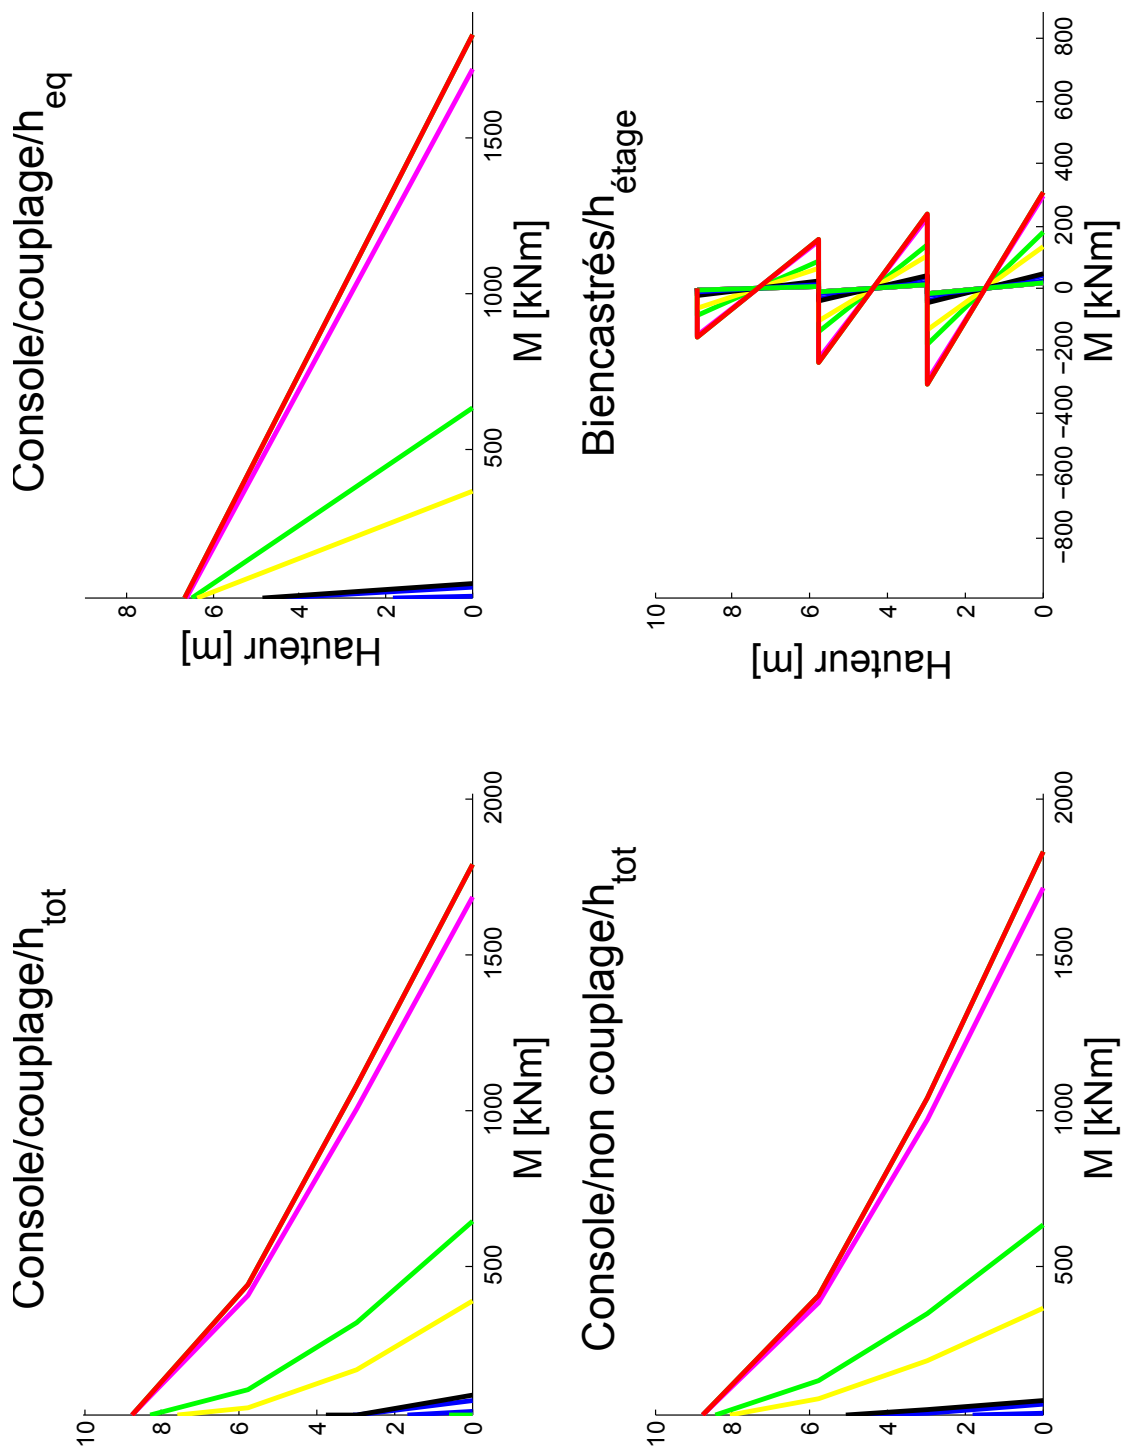 Console/couplage/h_tot
10
8
6
4
2
0
500 1000 1500 2000
M [kNm]
Console/couplage/h_eq
Hauteur [m]
8
6
4
2
0
500 1000 1500
M [kNm]
Console/non couplage/h_tot
10
8
6
4
2
0
500 1000 1500 2000
M [kNm]
Biencastrés/h_étage
Hauteur [m]
10
8
6
4
2
0
−800 −600 −400 −200 0 200 400 600 800
M [kNm]